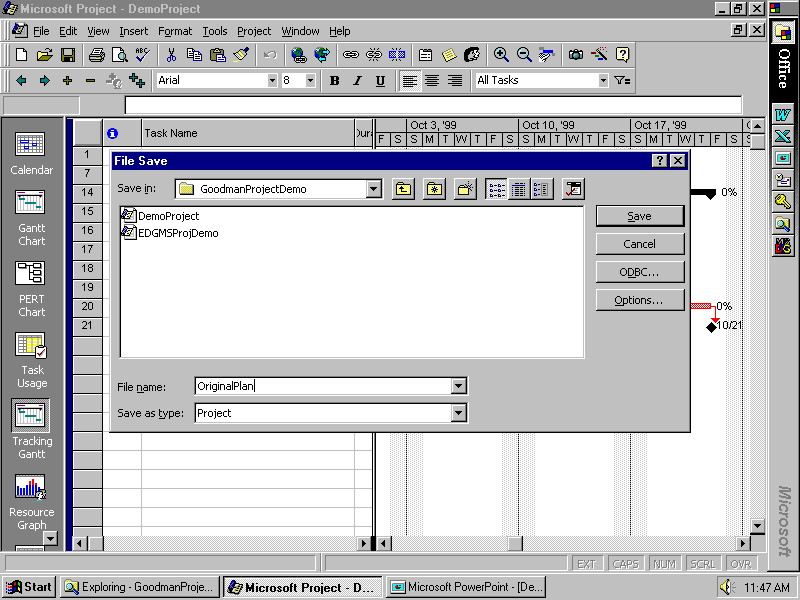 Microsoft Project - DemoProject
File Edit View Insert Format Tools Project Window Help
Arial 8 B I U All Tasks
Task Name Dura Oct 3, '99 Oct 10, '99 Oct 17, '99
F S S M T W T F S S M T W T F S S M T W T F S
1
7
14
15
16
17
18
19
20
21
0%
0%
10/21
Calendar
Gantt
Chart
PERT
Chart
Task
Usage
Tracking
Gantt
Resource
Graph
File Save
Save in: GoodmanProjectDemo
DemoProject
EDGMSProjDemo
Save
Cancel
ODBC...
Options...
File name: OriginalPlan
Save as type: Project
Office
Microsoft
EXT CAPS NUM SCRL OVR
Start Exploring - GoodmanProje... Microsoft Project - D... Microsoft PowerPoint - [De... 11:47 AM